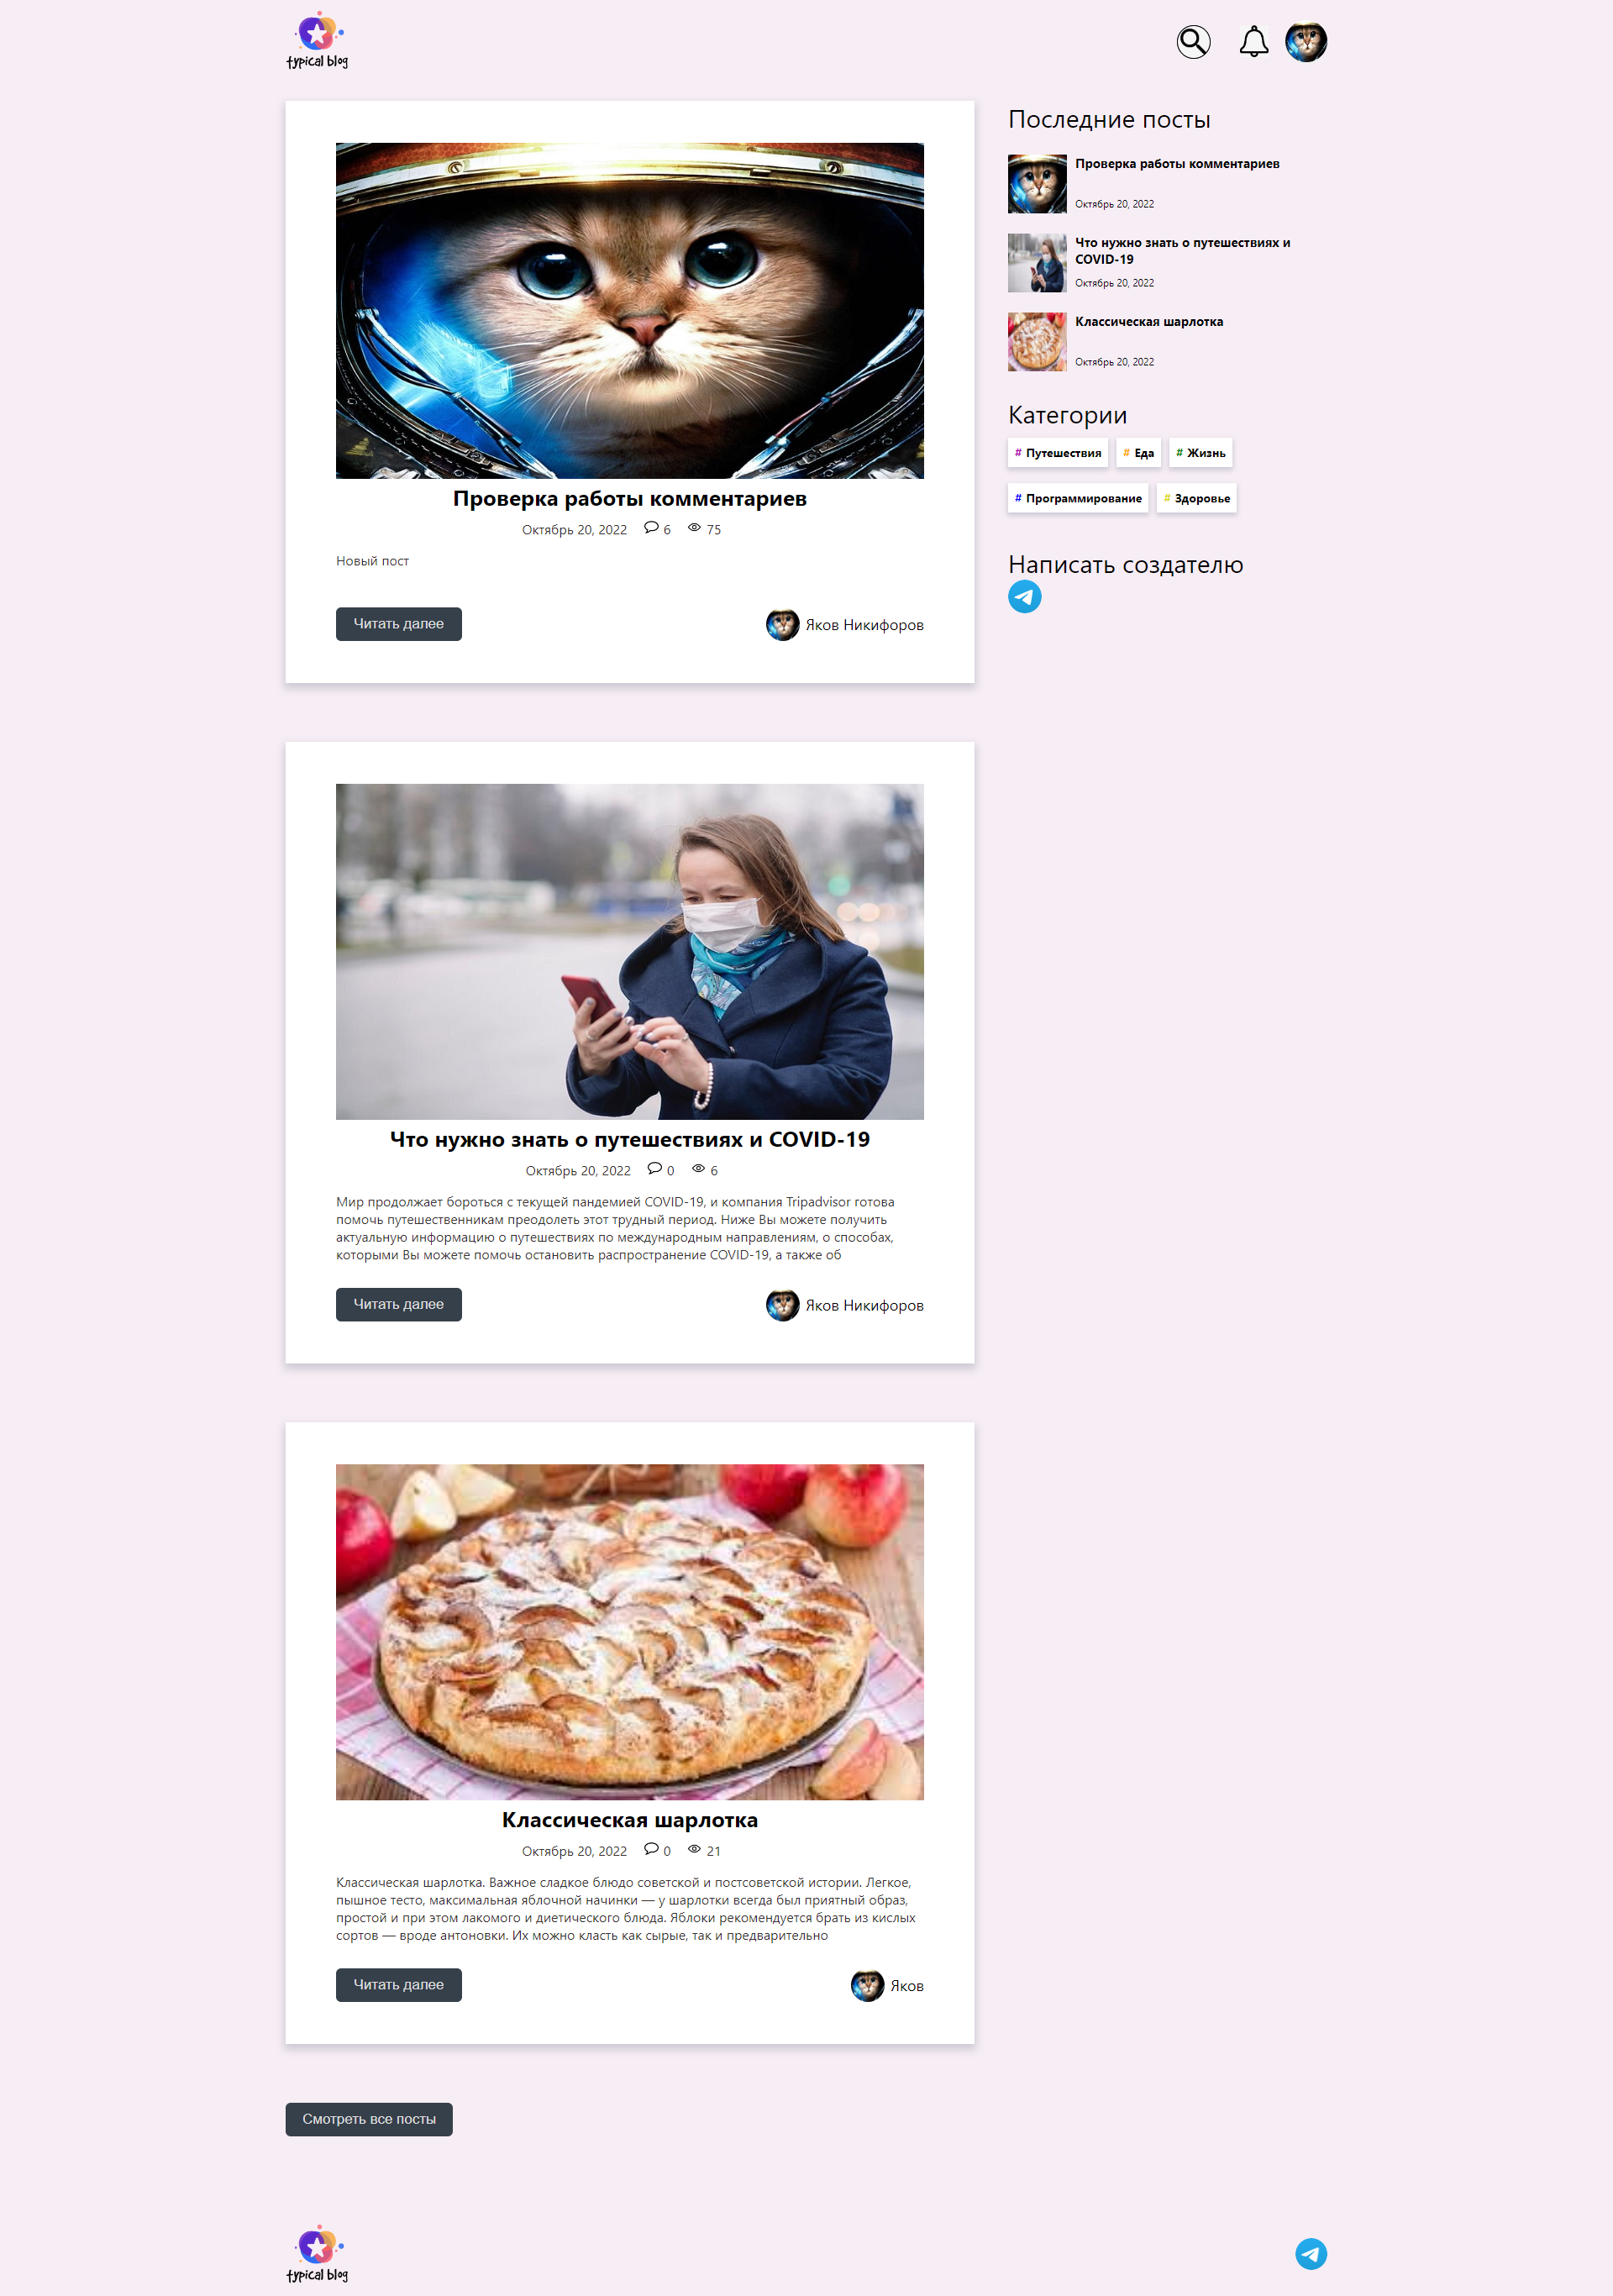 typical blog
Проверка работы комментариев
Октябрь 20, 2022 6 75
Новый пост
Читать далее
Яков Никифоров
Что нужно знать о путешествиях и COVID-19
Октябрь 20, 2022 0 6
Мир продолжает бороться с текущей пандемией COVID-19, и компания Tripadvisor готова
помочь путешественникам преодолеть этот трудный период. Ниже Вы можете получить
актуальную информацию о путешествиях по международным направлениям, о способах,
которыми Вы можете помочь остановить распространение COVID-19, а также об
Читать далее
Яков Никифоров
Классическая шарлотка
Октябрь 20, 2022 0 21
Классическая шарлотка. Важное сладкое блюдо советской и постсоветской истории. Легкое,
пышное тесто, максимальная яблочной начинки — у шарлотки всегда был приятный образ,
простой и при этом лакомого и диетического блюда. Яблоки рекомендуется брать из кислых
сортов — вроде антоновки. Их можно класть как сырые, так и предварительно
Читать далее
Яков
Смотреть все посты
Последние посты
Проверка работы комментариев
Октябрь 20, 2022
Что нужно знать о путешествиях и
COVID-19
Октябрь 20, 2022
Классическая шарлотка
Октябрь 20, 2022
Категории
# Путешествия # Еда # Жизнь
# Программирование # Здоровье
Написать создателю
typical blog